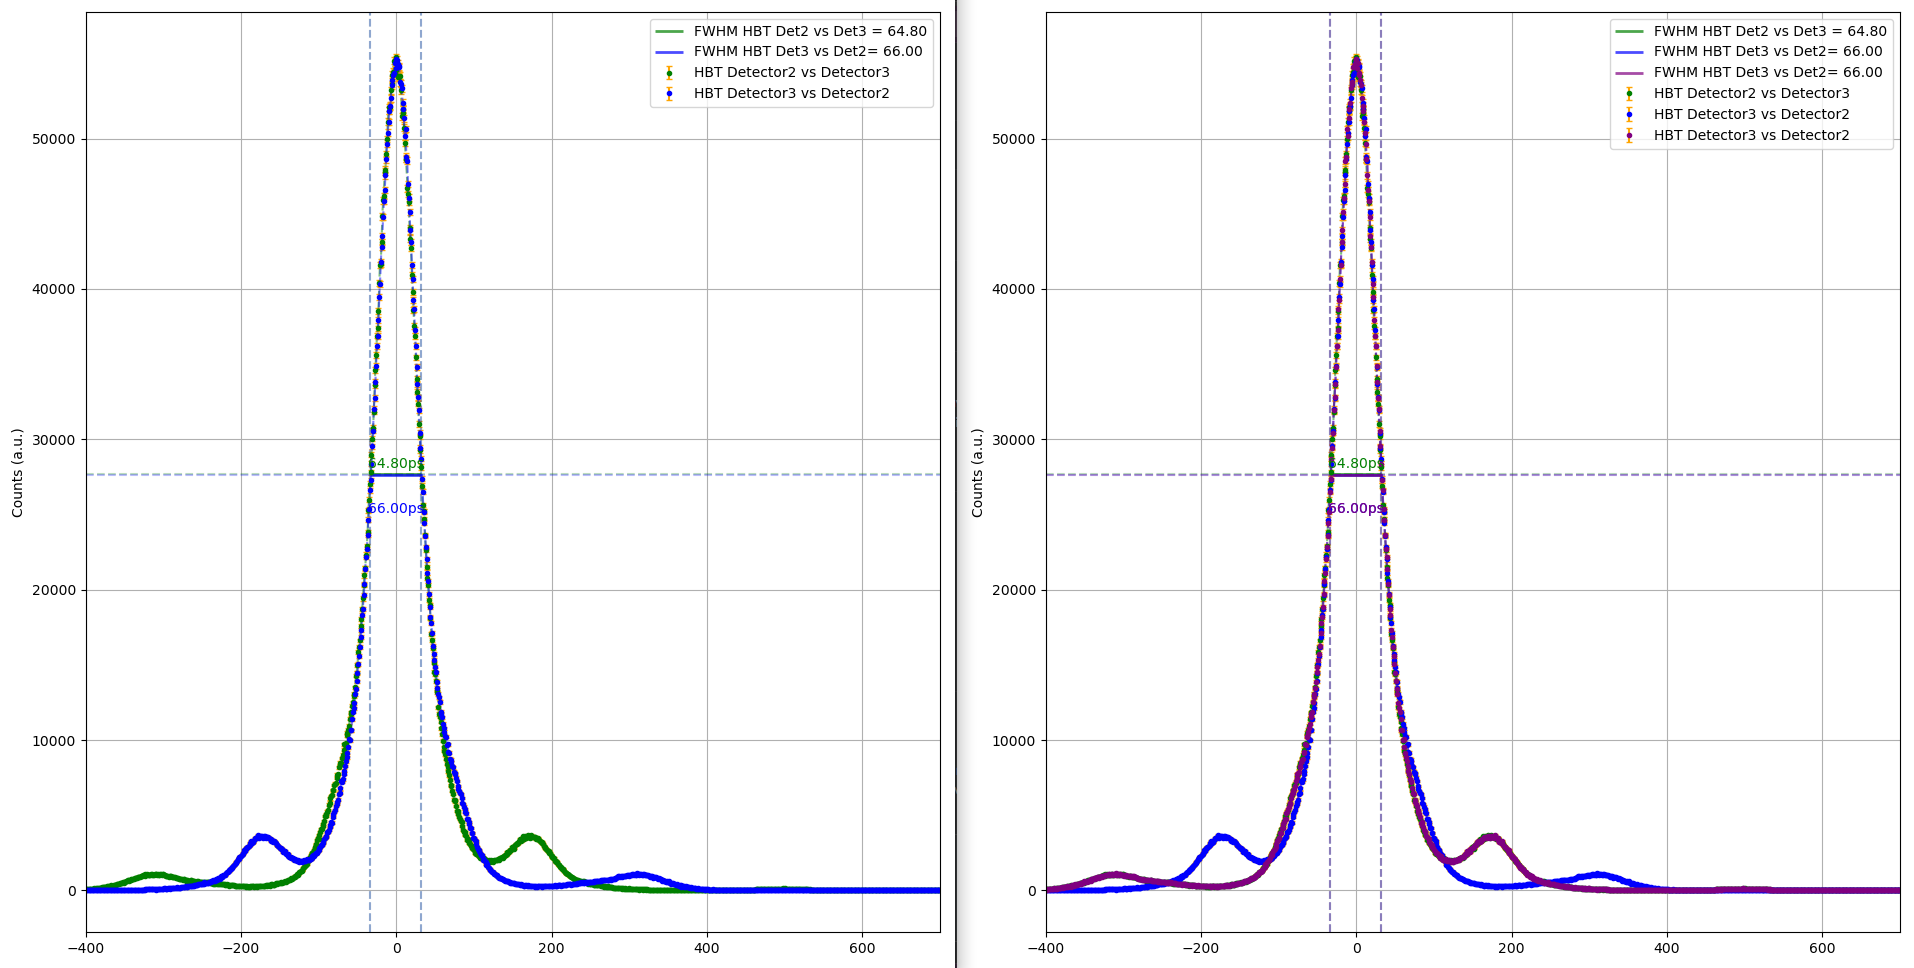 FWHM HBT Det2 vs Det3 = 64.80
FWHM HBT Det3 vs Det2= 66.00
HBT Detector2 vs Detector3
HBT Detector3 vs Detector2
50000
40000
30000
20000
10000
0
Counts (a.u.)
64.80ps
66.00ps
−400
−200
0
200
400
600
FWHM HBT Det2 vs Det3 = 64.80
FWHM HBT Det3 vs Det2= 66.00
FWHM HBT Det3 vs Det2= 66.00
HBT Detector2 vs Detector3
HBT Detector3 vs Detector2
HBT Detector3 vs Detector2
50000
40000
30000
20000
10000
0
Counts (a.u.)
64.80ps
66.00ps
−400
−200
0
200
400
600